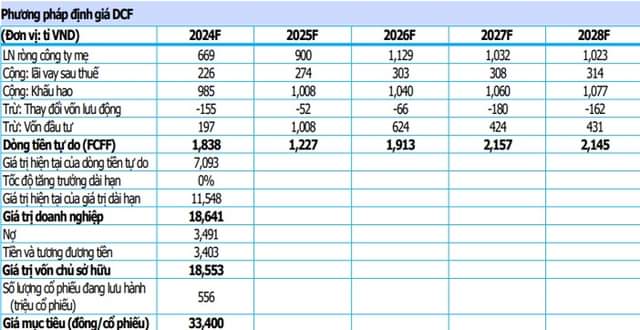 Phương pháp định giá DCF
(Đơn vị: tỉ VND) 2024F 2025F 2026F 2027F 2028F
LN ròng công ty mẹ 669 900 1,129 1,032 1,023
Cộng: lãi vay sau thuế 226 274 303 308 314
Cộng: Khấu hao 985 1,008 1,040 1,060 1,077
Trừ: Thay đổi vốn lưu động -155 -52 -66 -180 -162
Trừ: Vốn đầu tư 197 1,008 624 424 431
Dòng tiền tự do (FCFF) 1,838 1,227 1,913 2,157 2,145
Giá trị hiện tại của dòng tiền tự do 7,093
Tốc độ tăng trưởng dài hạn 0%
Giá trị hiện tại của giá trị dài hạn 11,548
Giá trị doanh nghiệp 18,641
Nợ 3,491
Tiền và tương đương tiền 3,403
Giá trị vốn chủ sở hữu 18,553
Số lượng cổ phiếu đang lưu hành
(triệu cổ phiếu) 556
Giá mục tiêu (đồng/cổ phiếu) 33,400